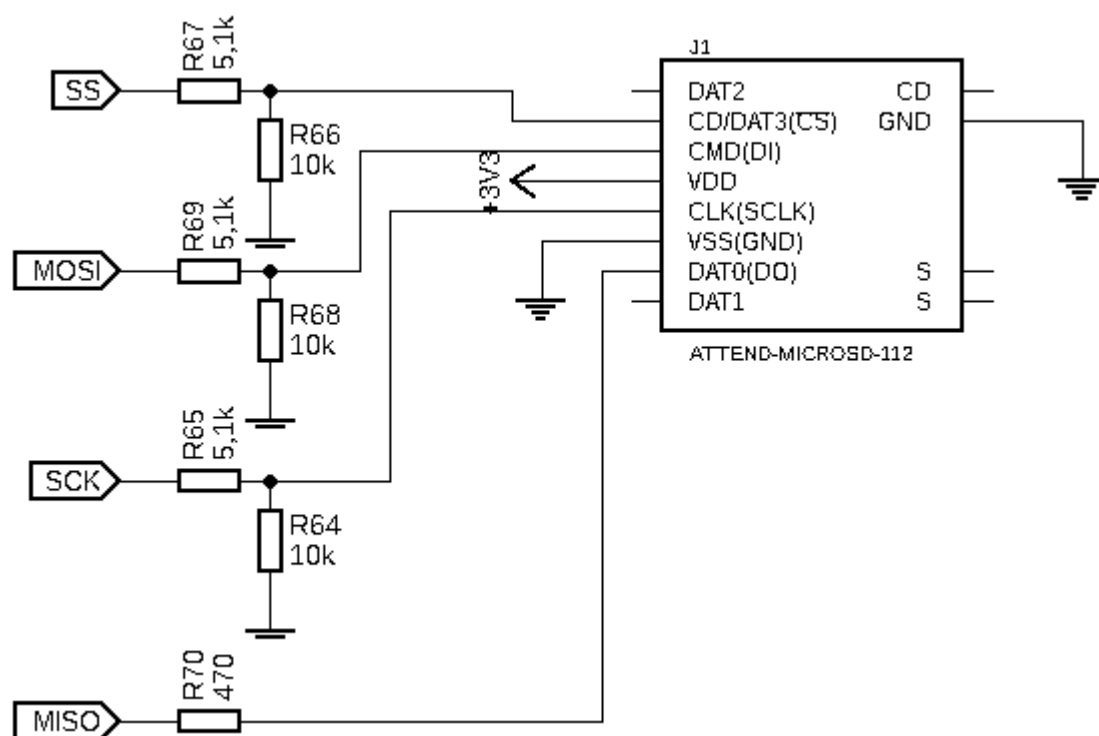 R67
5,1k
SS
R66
10k
R69
5,1k
MOSI
R68
10k
R65
5,1k
SCK
R64
10k
R70
470
MISO
+3V3
J1
DAT2
CD
CD/DAT3(CS)
GND
CMD(DI)
VDD
CLK(SCLK)
VSS(GND)
DAT0(DO)
S
DAT1
S
ATTEND-MICROSD-112